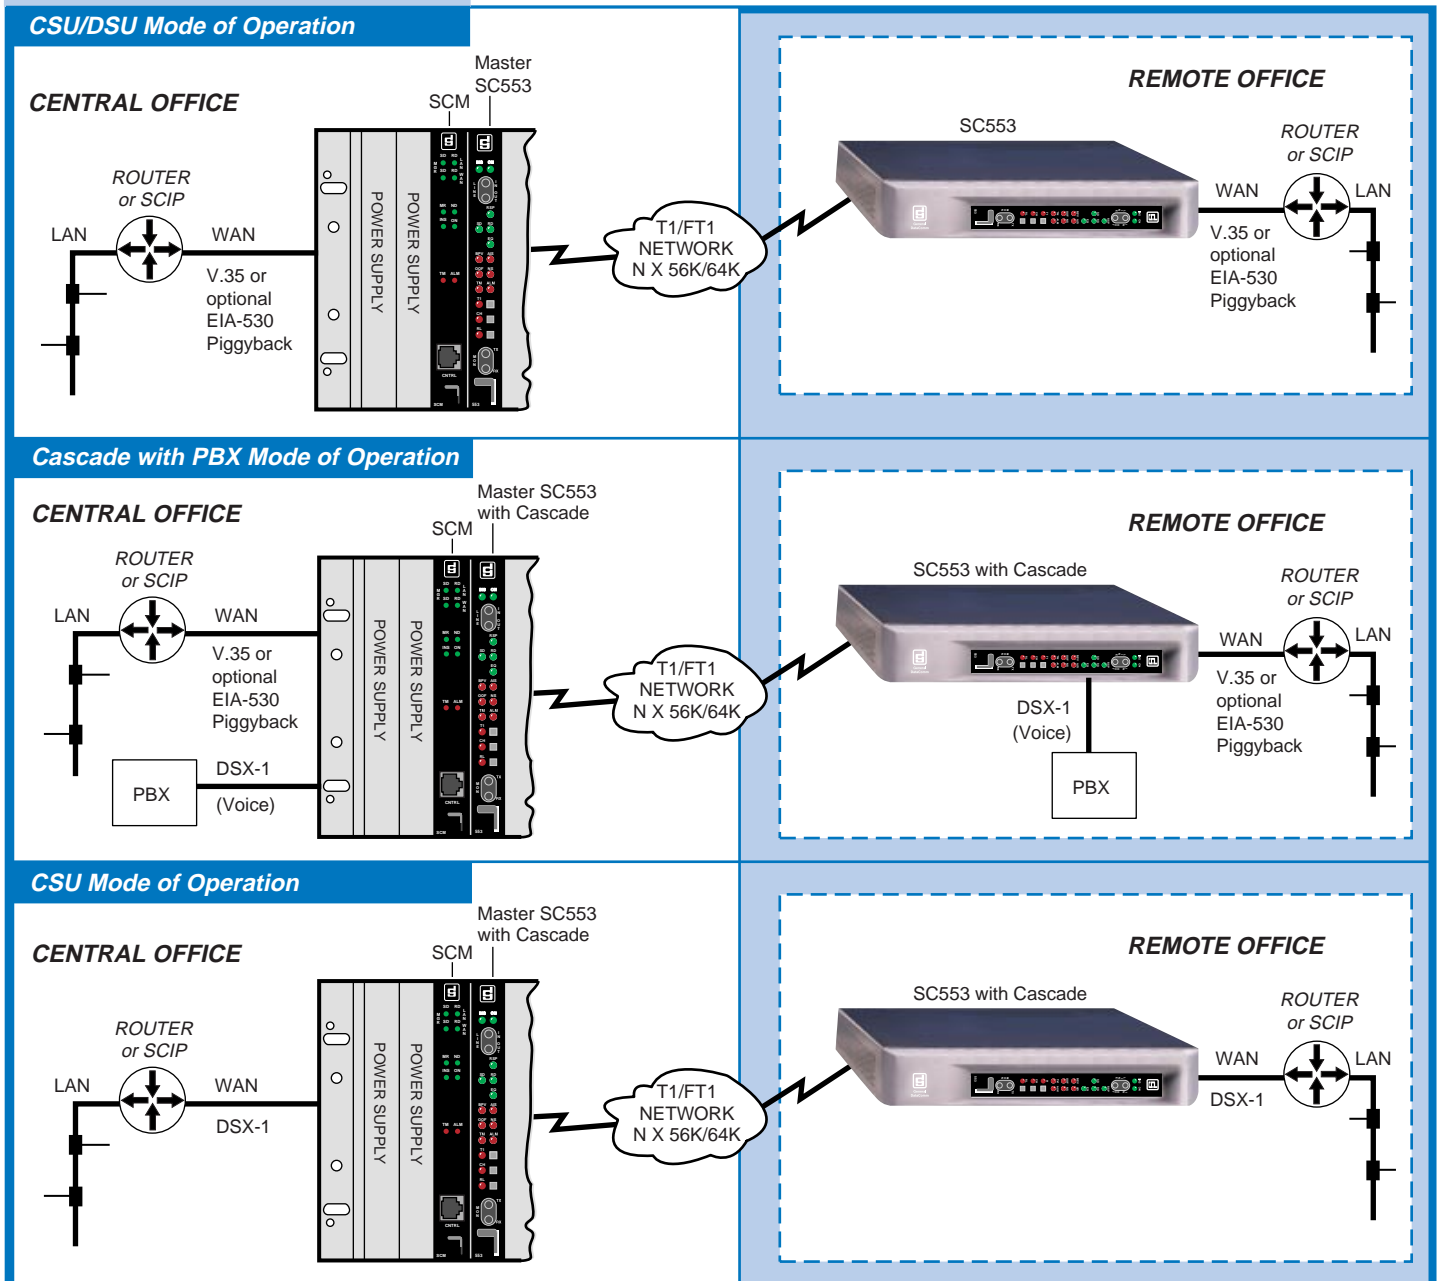 CSU/DSU Mode of Operation
CENTRAL OFFICE
SCM
Master
SC553
ROUTER
or SCIP
LAN
WAN
V.35 or
optional
EIA-530
Piggyback
POWER SUPPLY
POWER SUPPLY
T1/FT1
NETWORK
N X 56K/64K
REMOTE OFFICE
SC553
ROUTER
or SCIP
WAN
LAN
V.35 or
optional
EIA-530
Piggyback
Cascade with PBX Mode of Operation
CENTRAL OFFICE
SCM
Master SC553
with Cascade
ROUTER
or SCIP
LAN
WAN
V.35 or
optional
EIA-530
Piggyback
PBX
DSX-1
(Voice)
POWER SUPPLY
POWER SUPPLY
T1/FT1
NETWORK
N X 56K/64K
REMOTE OFFICE
SC553 with Cascade
ROUTER
or SCIP
WAN
LAN
V.35 or
optional
EIA-530
Piggyback
DSX-1
(Voice)
PBX
CSU Mode of Operation
CENTRAL OFFICE
SCM
Master SC553
with Cascade
ROUTER
or SCIP
LAN
WAN
DSX-1
POWER SUPPLY
POWER SUPPLY
T1/FT1
NETWORK
N X 56K/64K
REMOTE OFFICE
SC553 with Cascade
ROUTER
or SCIP
WAN
LAN
DSX-1